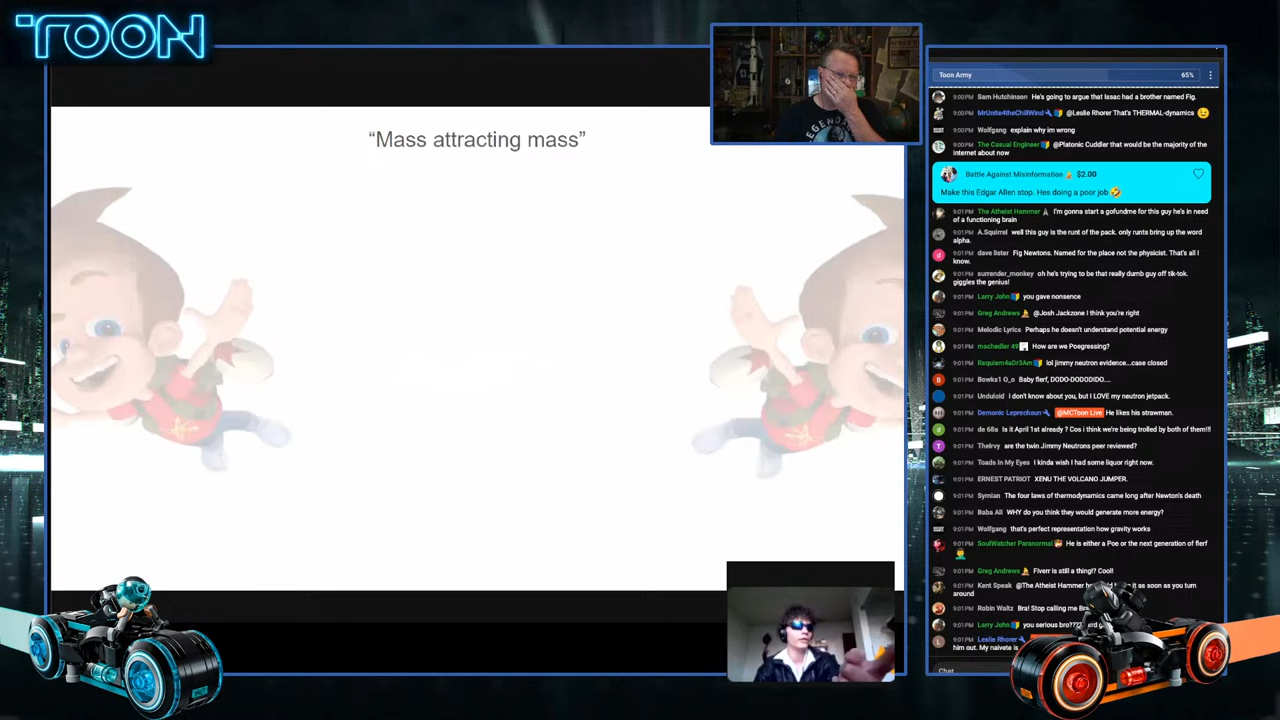 TOON
“Mass attracting mass”
Toon Army 65%
9:00PM Sam Hutchinson He's going to argue that Issac had a brother named Fig.
9:00PM MrUnite4theChillWind @Leslie Rhorer That's THERMAL-dynamics 😉
9:00PM Wolfgang explain why im wrong
9:00PM The Casual Engineer @Platonic Cuddler that would be the majority of the
internet about now
Battle Against Misinformation $2.00
Make this Edgar Allen stop. Hes doing a poor job 🤣
9:01PM The Atheist Hammer I'm gonna start a gofundme for this guy he's in need
of a functioning brain
9:01PM A.Squirrel well this guy is the runt of the pack. only runts bring up the word
alpha.
9:01PM dave lister Fig Newtons. Named for the place not the physicist. That's all I
know.
9:01PM surrender_monkey oh he's trying to be that really dumb guy off tik-tok.
giggles the genius!
9:01PM Larry John you gave nonsence
9:01PM Greg Andrews @Josh Jackzone I think you're right
9:01PM Melodic Lyrics Perhaps he doesn't understand potential energy
9:01PM mschedler 49 How are we Poegressing?
9:01PM Requiem4aDr3Am lol jimmy neutron evidence...case closed
9:01PM Bowks1 O_o Baby flerf, DODO-DODODIDO....
9:01PM Unduloid I don't know about you, but I LOVE my neutron jetpack.
9:01PM Demonic Leprechaun @MCToon Live He likes his strawman.
9:01PM de 68a Is it April 1st already ? Cos i think we're being trolled by both of them!!!
9:01PM TheIrvy are the twin Jimmy Neutrons peer reviewed?
9:01PM Toads In My Eyes I kinda wish I had some liquor right now.
9:01PM ERNEST PATRIOT XENU THE VOLCANO JUMPER.
9:01PM Symian The four laws of thermodynamics came long after Newton's death
9:01PM Baba Ali WHY do you think they would generate more energy?
9:01PM Wolfgang that's perfect representation how gravity works
9:01PM SoulWatcher Paranormal He is either a Poe or the next generation of flerf
9:01PM Greg Andrews Fiverr is still a thing!? Cool!
9:01PM Kent Speak @The Atheist Hammer it as soon as you turn
around
9:01PM Robin Waltz Bra! Stop calling me
9:01PM Larry John you serious bro????
9:01PM Leslie Rhorer
him out. My naivete is
Chat
LEGEND